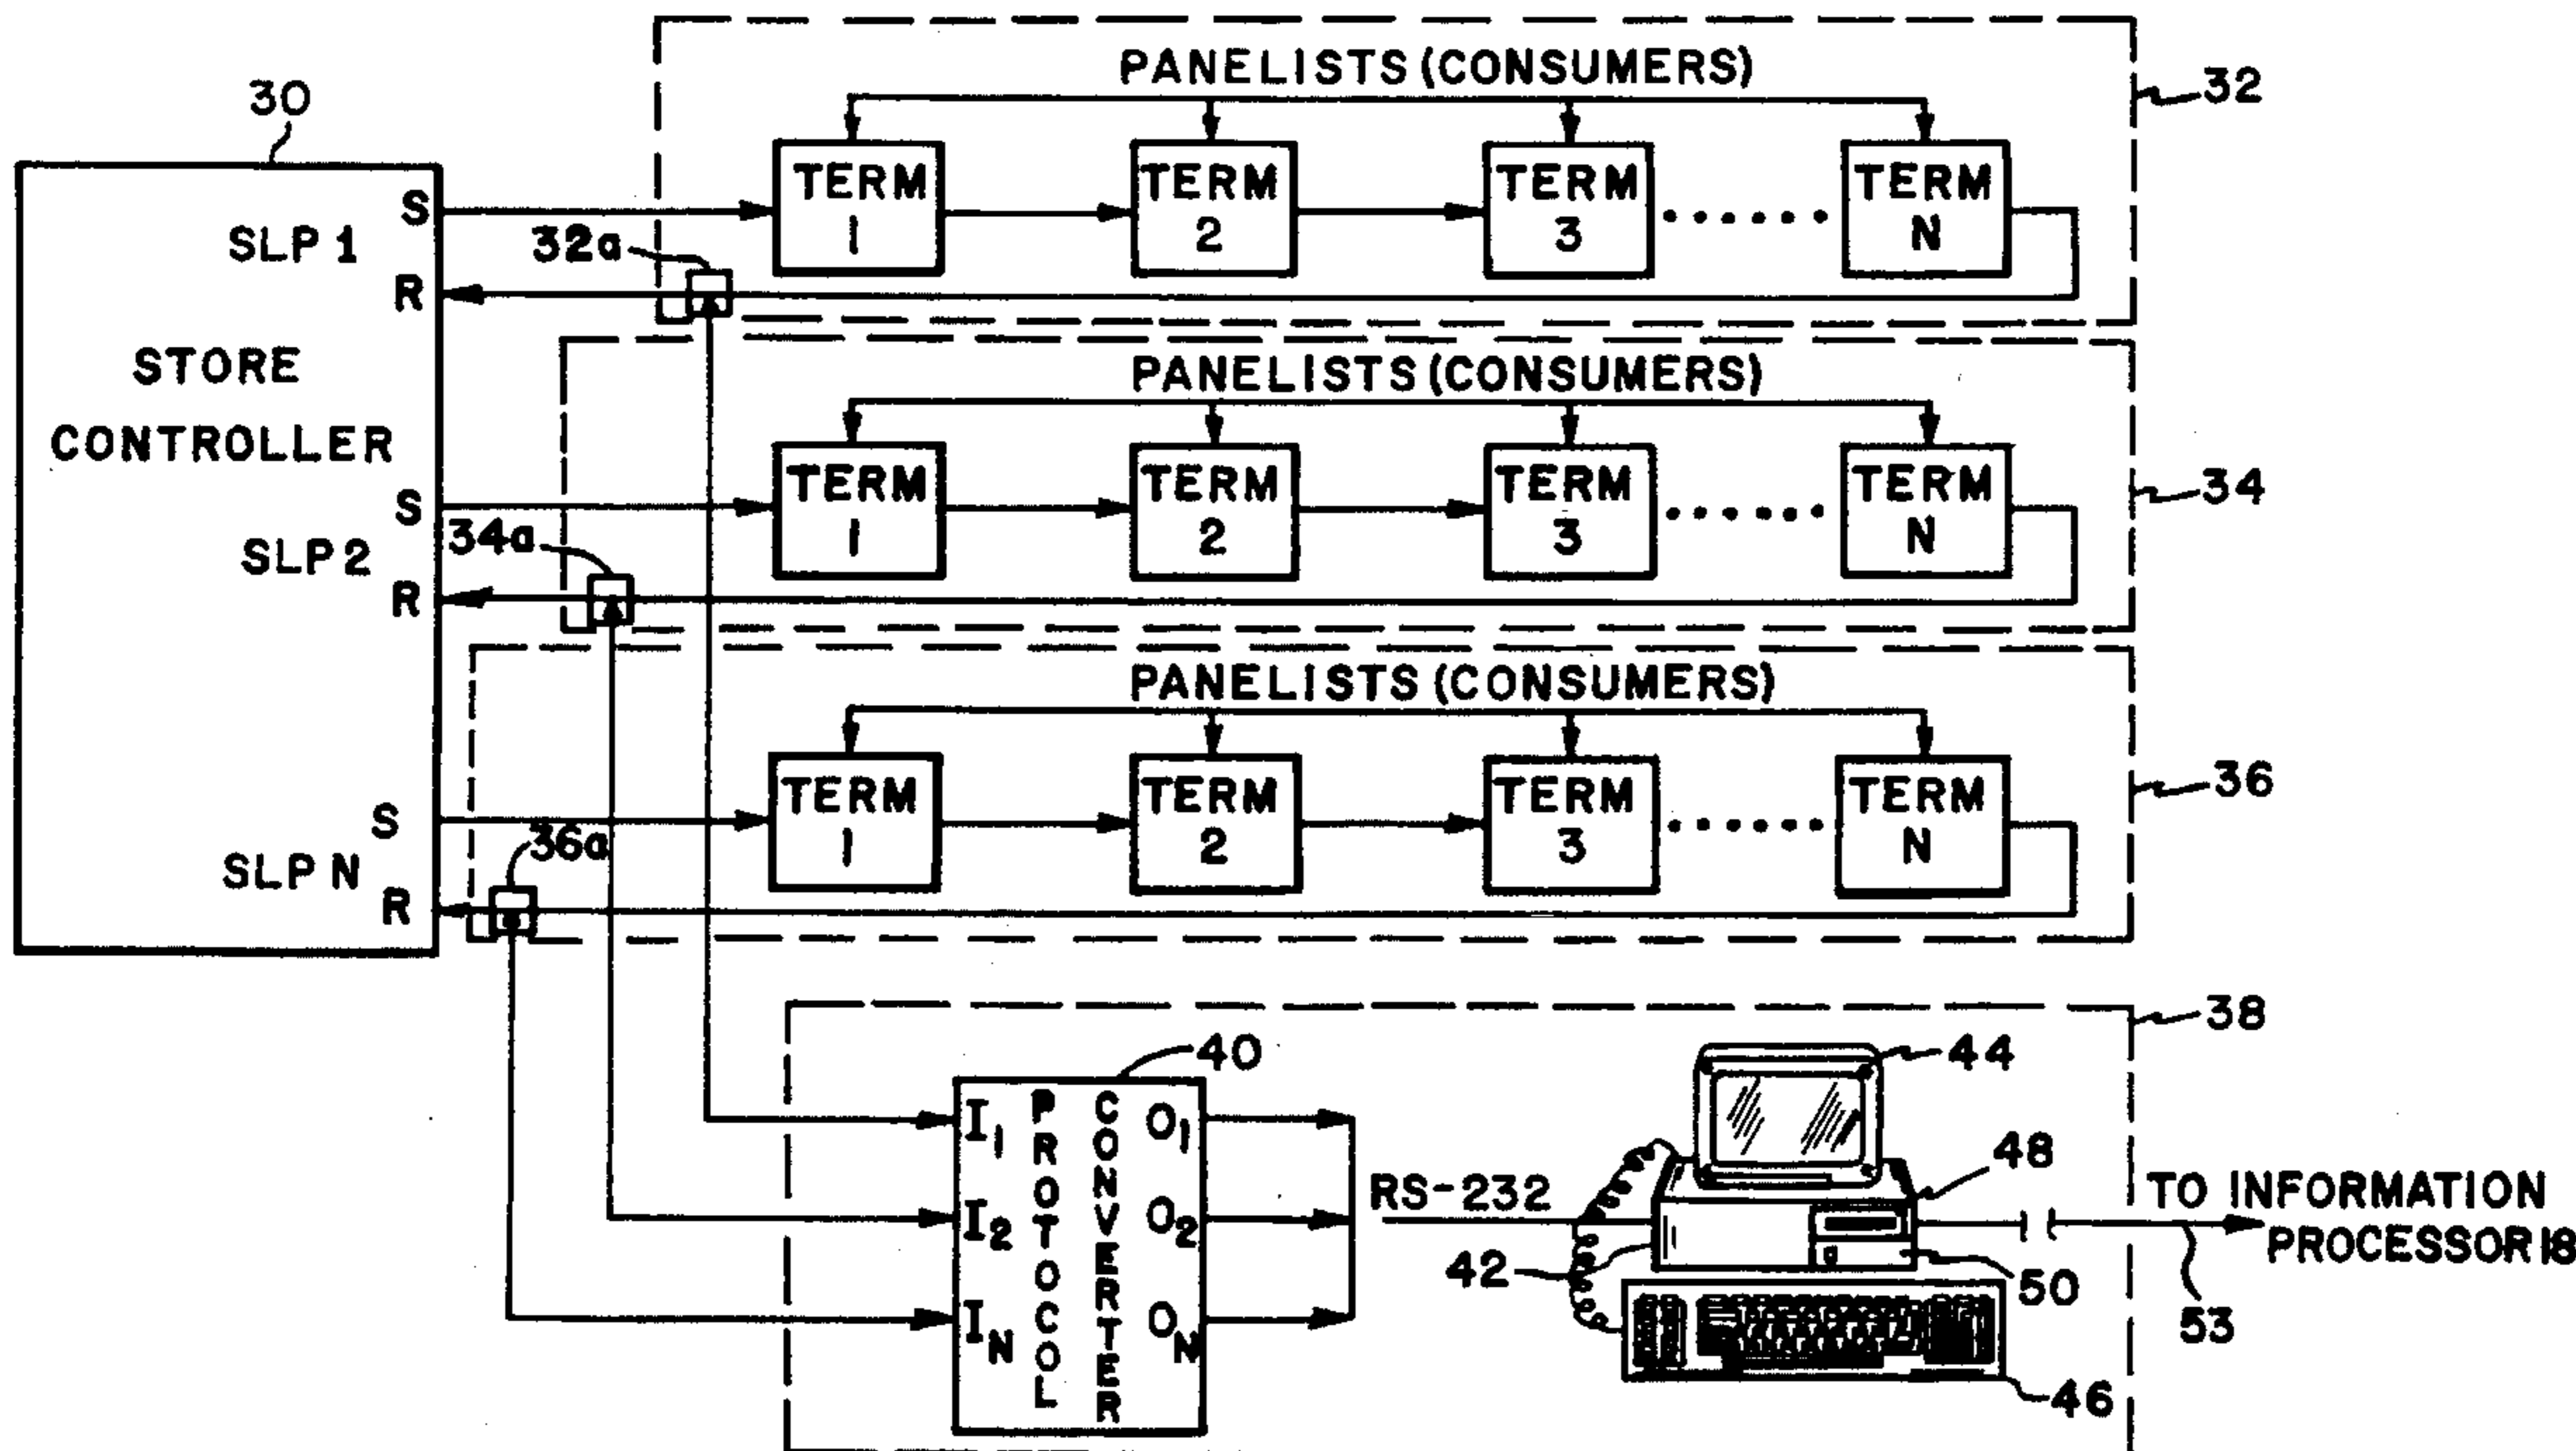 PANELISTS (CONSUMERS)
32
30
TERM 1
TERM 2
TERM 3
TERM N
S
SLP 1
32a
R
STORE CONTROLLER
PANELISTS (CONSUMERS)
34
TERM 1
TERM 2
TERM 3
TERM N
S
34a
SLP 2
R
PANELISTS (CONSUMERS)
36
TERM 1
TERM 2
TERM 3
TERM N
S
36a
SLP N
R
38
40
44
I1
I2
IN
PROTOCOL
CONVERTER
O1
O2
ON
RS-232
42
48
50
46
TO INFORMATION
PROCESSOR 18
53